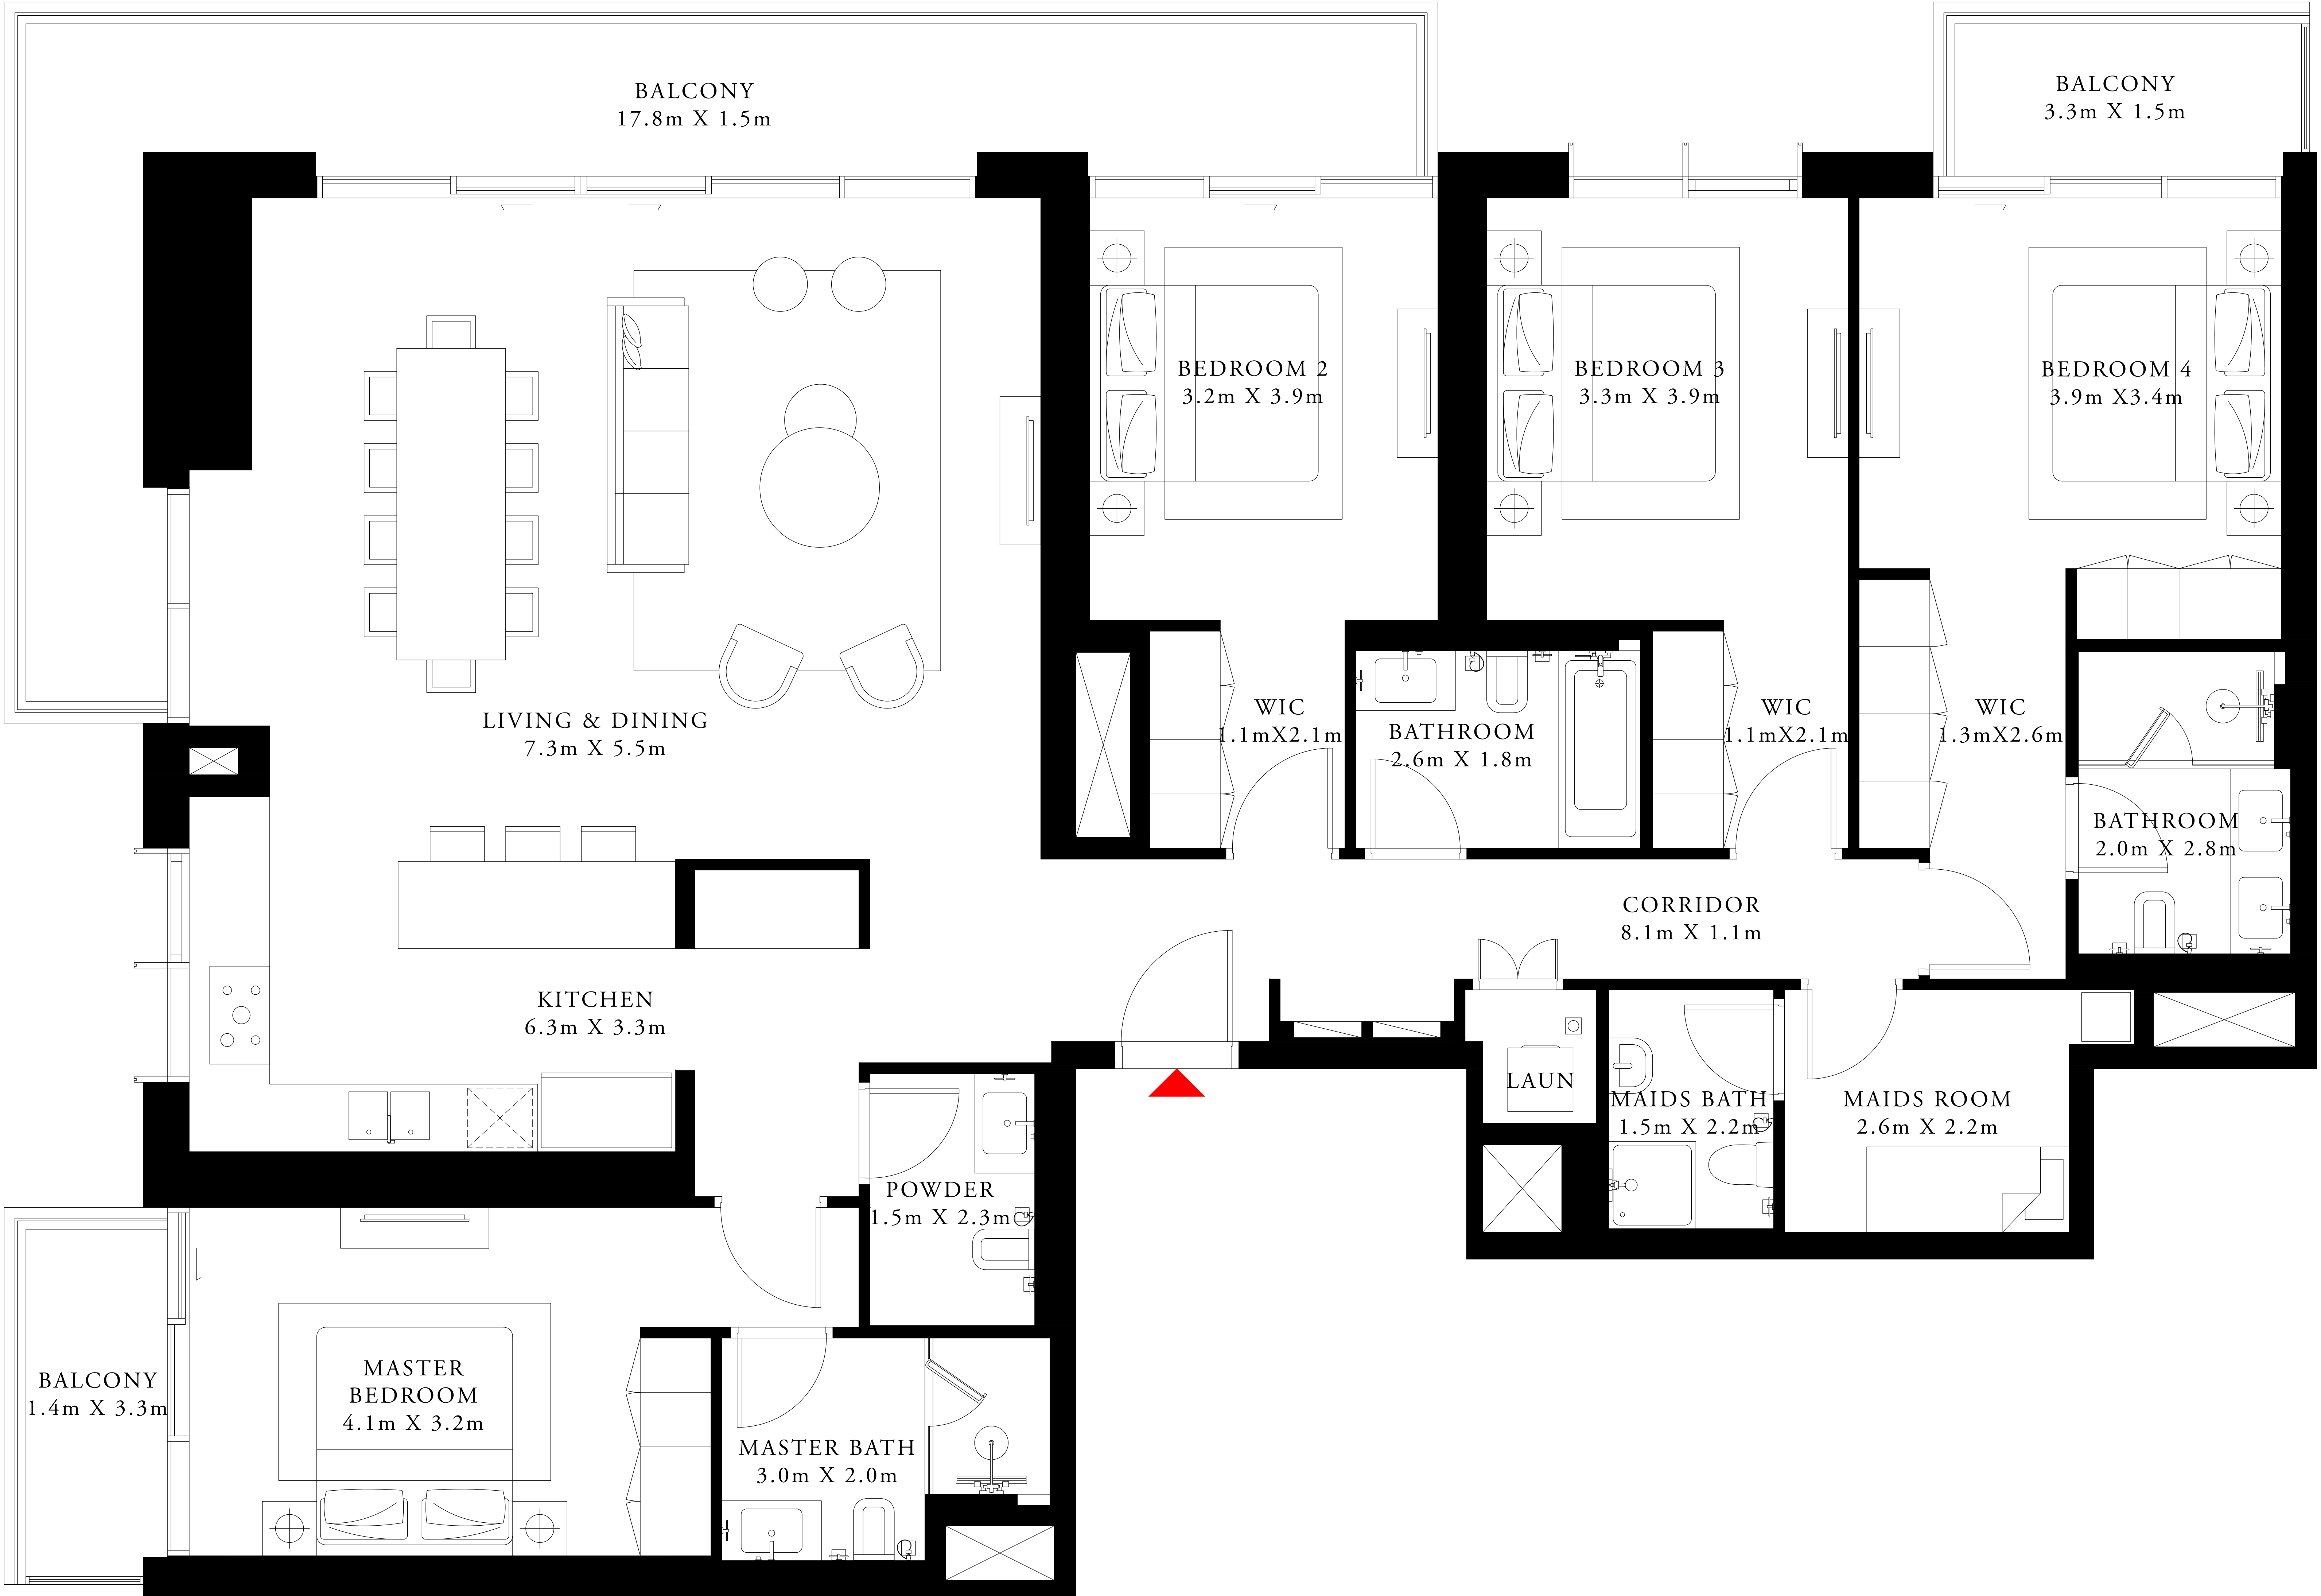 BALCONY
17.8m X 1.5m
BALCONY
3.3m X 1.5m
BEDROOM 2
3.2m X 3.9m
BEDROOM 3
3.3m X 3.9m
BEDROOM 4
3.9m X3.4m
LIVING & DINING
7.3m X 5.5m
WIC
1.1mX2.1m
BATHROOM
2.6m X 1.8m
WIC
1.1mX2.1m
WIC
1.3mX2.6m
BATHROOM
2.0m X 2.8m
CORRIDOR
8.1m X 1.1m
KITCHEN
6.3m X 3.3m
LAUN
MAIDS BATH
1.5m X 2.2m
MAIDS ROOM
2.6m X 2.2m
POWDER
1.5m X 2.3m
BALCONY
1.4m X 3.3m
MASTER
BEDROOM
4.1m X 3.2m
MASTER BATH
3.0m X 2.0m